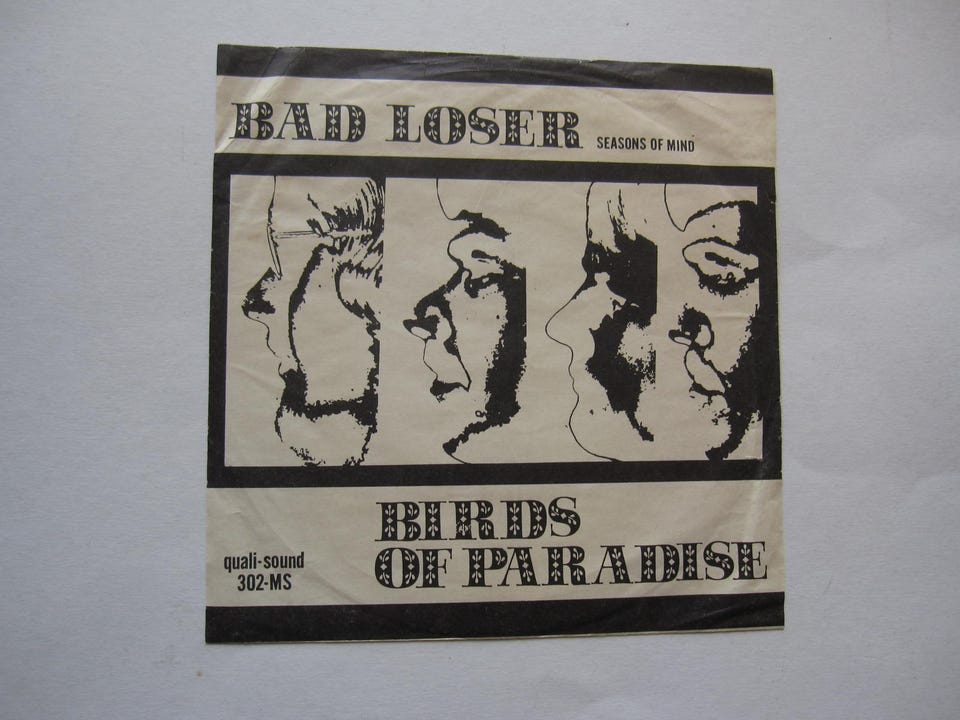 BAD LOSER SEASONS OF MIND
BIRDS
OF PARADISE
quali-sound
302-MS